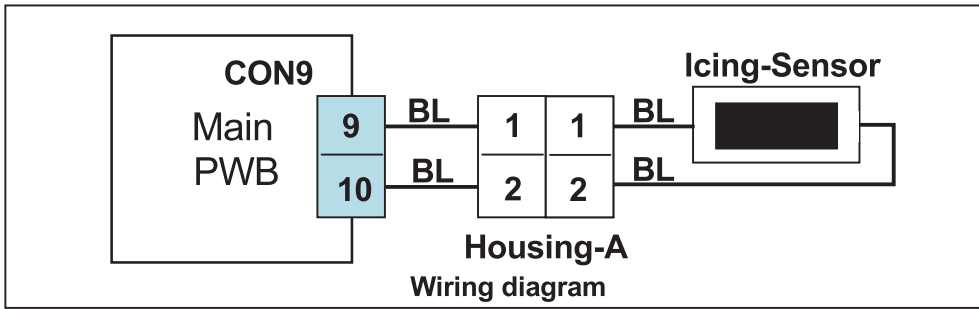 CON9
Main
PWB
9
10
BL
BL
1 1
2 2
Housing-A
BL
BL
Icing-Sensor
Wiring diagram